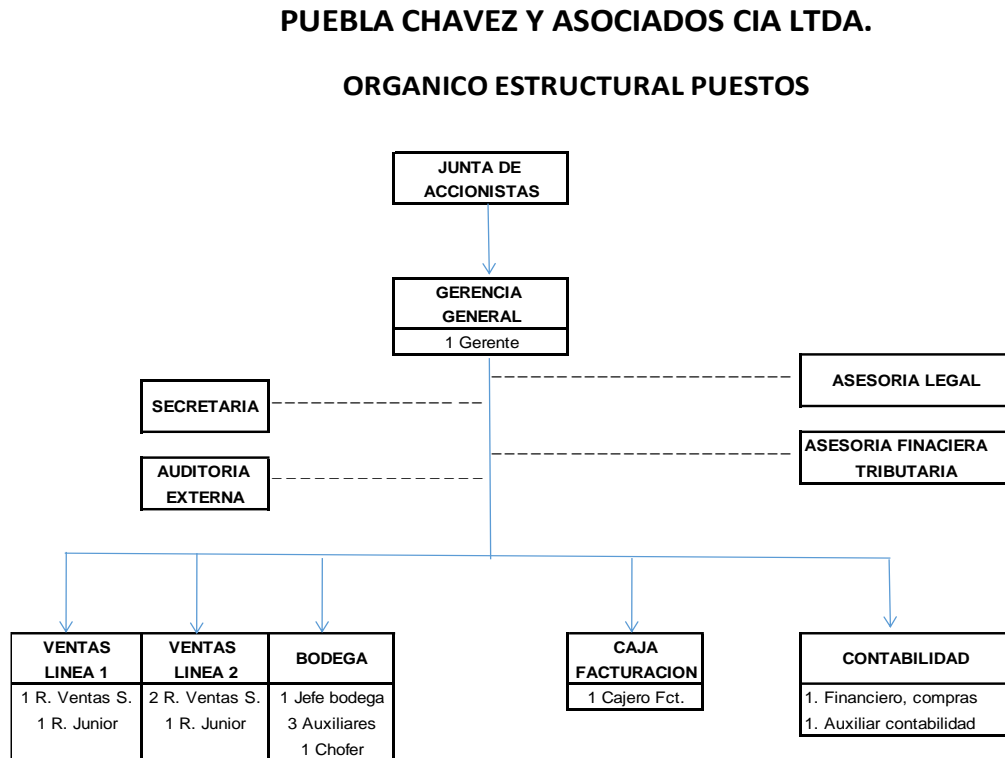 PUEBLA CHAVEZ Y ASOCIADOS CIA LTDA.
ORGANICO ESTRUCTURAL PUESTOS
JUNTA DE
ACCIONISTAS
GERENCIA
GENERAL
1 Gerente
ASESORIA LEGAL
SECRETARIA
ASESORIA FINACIERA
TRIBUTARIA
AUDITORIA
EXTERNA
VENTAS
LINEA 1
1 R. Ventas S.
1 R. Junior
VENTAS
LINEA 2
2 R. Ventas S.
1 R. Junior
BODEGA
1 Jefe bodega
3 Auxiliares
1 Chofer
CAJA
FACTURACION
1 Cajero Fct.
CONTABILIDAD
1. Financiero, compras
1. Auxiliar contabilidad